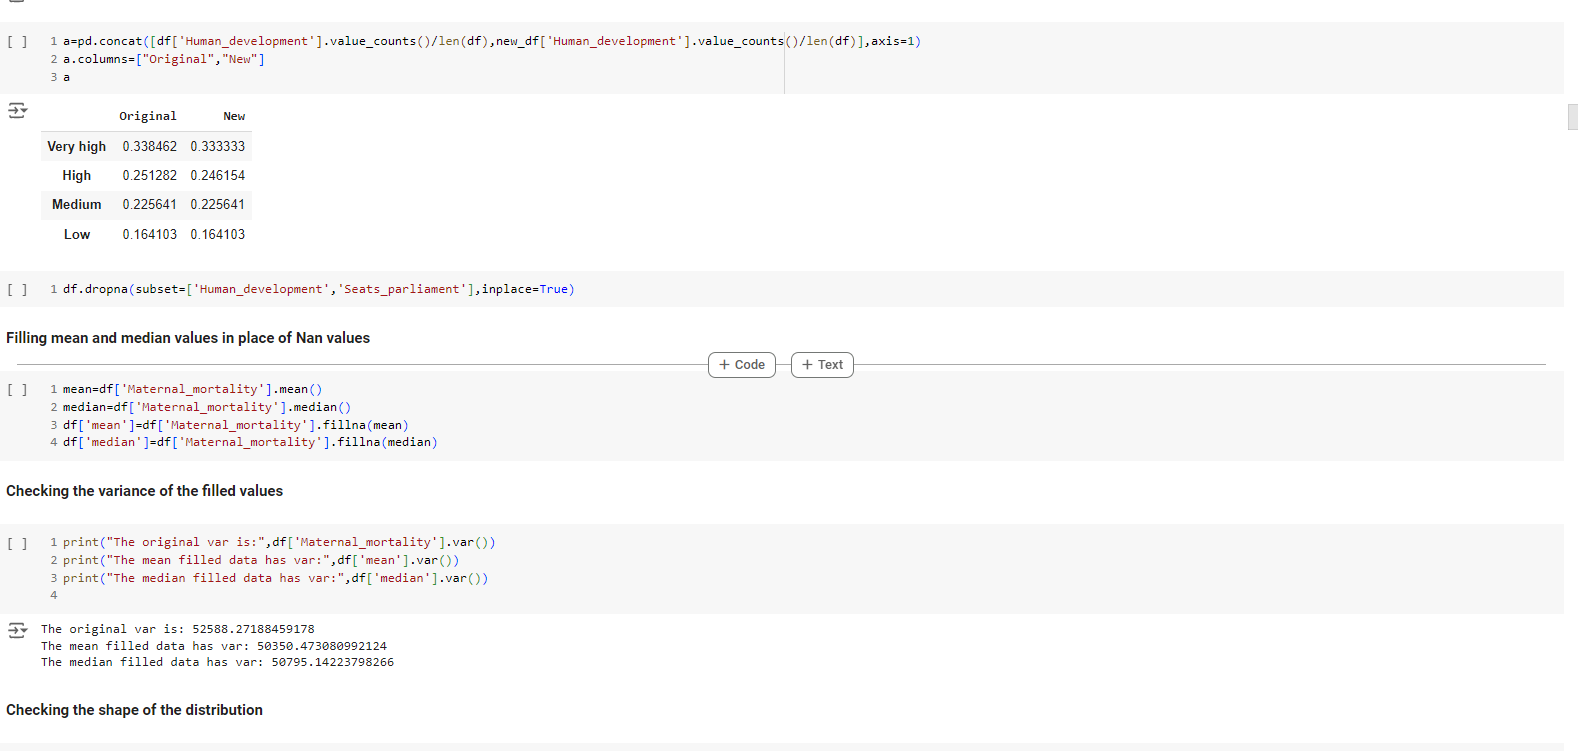 [ ] 1 a=pd.concat([df['Human_development'].value_counts()/len(df),new_df['Human_development'].value_counts()/len(df)],axis=1)
2 a.columns=["Original","New"]
3 a
Original New
Very high 0.338462 0.333333
High 0.251282 0.246154
Medium 0.225641 0.225641
Low 0.164103 0.164103
[ ] 1 df.dropna(subset=['Human_development','Seats_parliament'],inplace=True)
Filling mean and median values in place of Nan values
+ Code + Text
[ ] 1 mean=df['Maternal_mortality'].mean()
2 median=df['Maternal_mortality'].median()
3 df['mean']=df['Maternal_mortality'].fillna(mean)
4 df['median']=df['Maternal_mortality'].fillna(median)
Checking the variance of the filled values
[ ] 1 print("The original var is:",df['Maternal_mortality'].var())
2 print("The mean filled data has var:",df['mean'].var())
3 print("The median filled data has var:",df['median'].var())
4
The original var is: 52588.27188459178
The mean filled data has var: 50350.473080992124
The median filled data has var: 50795.14223798266
Checking the shape of the distribution